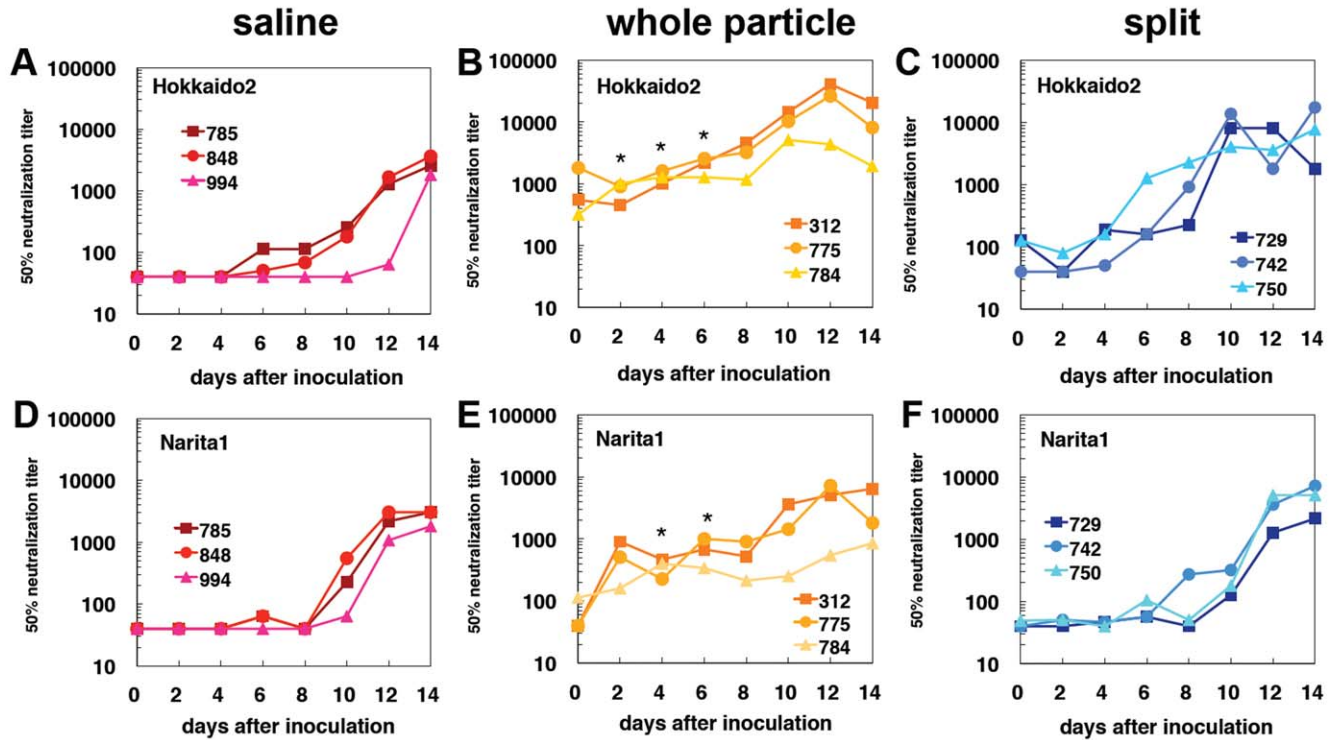 saline
whole particle
split
A
50% neutralization titer
100000
10000
1000
100
10
Hokkaido2
785
848
994
0 2 4 6 8 10 12 14
days after inoculation
B
50% neutralization titer
100000
10000
1000
100
10
Hokkaido2
* * *
312
775
784
0 2 4 6 8 10 12 14
days after inoculation
C
50% neutralization titer
100000
10000
1000
100
10
Hokkaido2
729
742
750
0 2 4 6 8 10 12 14
days after inoculation
D
50% neutralization titer
100000
10000
1000
100
10
Narita1
785
848
994
0 2 4 6 8 10 12 14
days after inoculation
E
50% neutralization titer
100000
10000
1000
100
10
Narita1
* *
312
775
784
0 2 4 6 8 10 12 14
days after inoculation
F
50% neutralization titer
100000
10000
1000
100
10
Narita1
729
742
750
0 2 4 6 8 10 12 14
days after inoculation